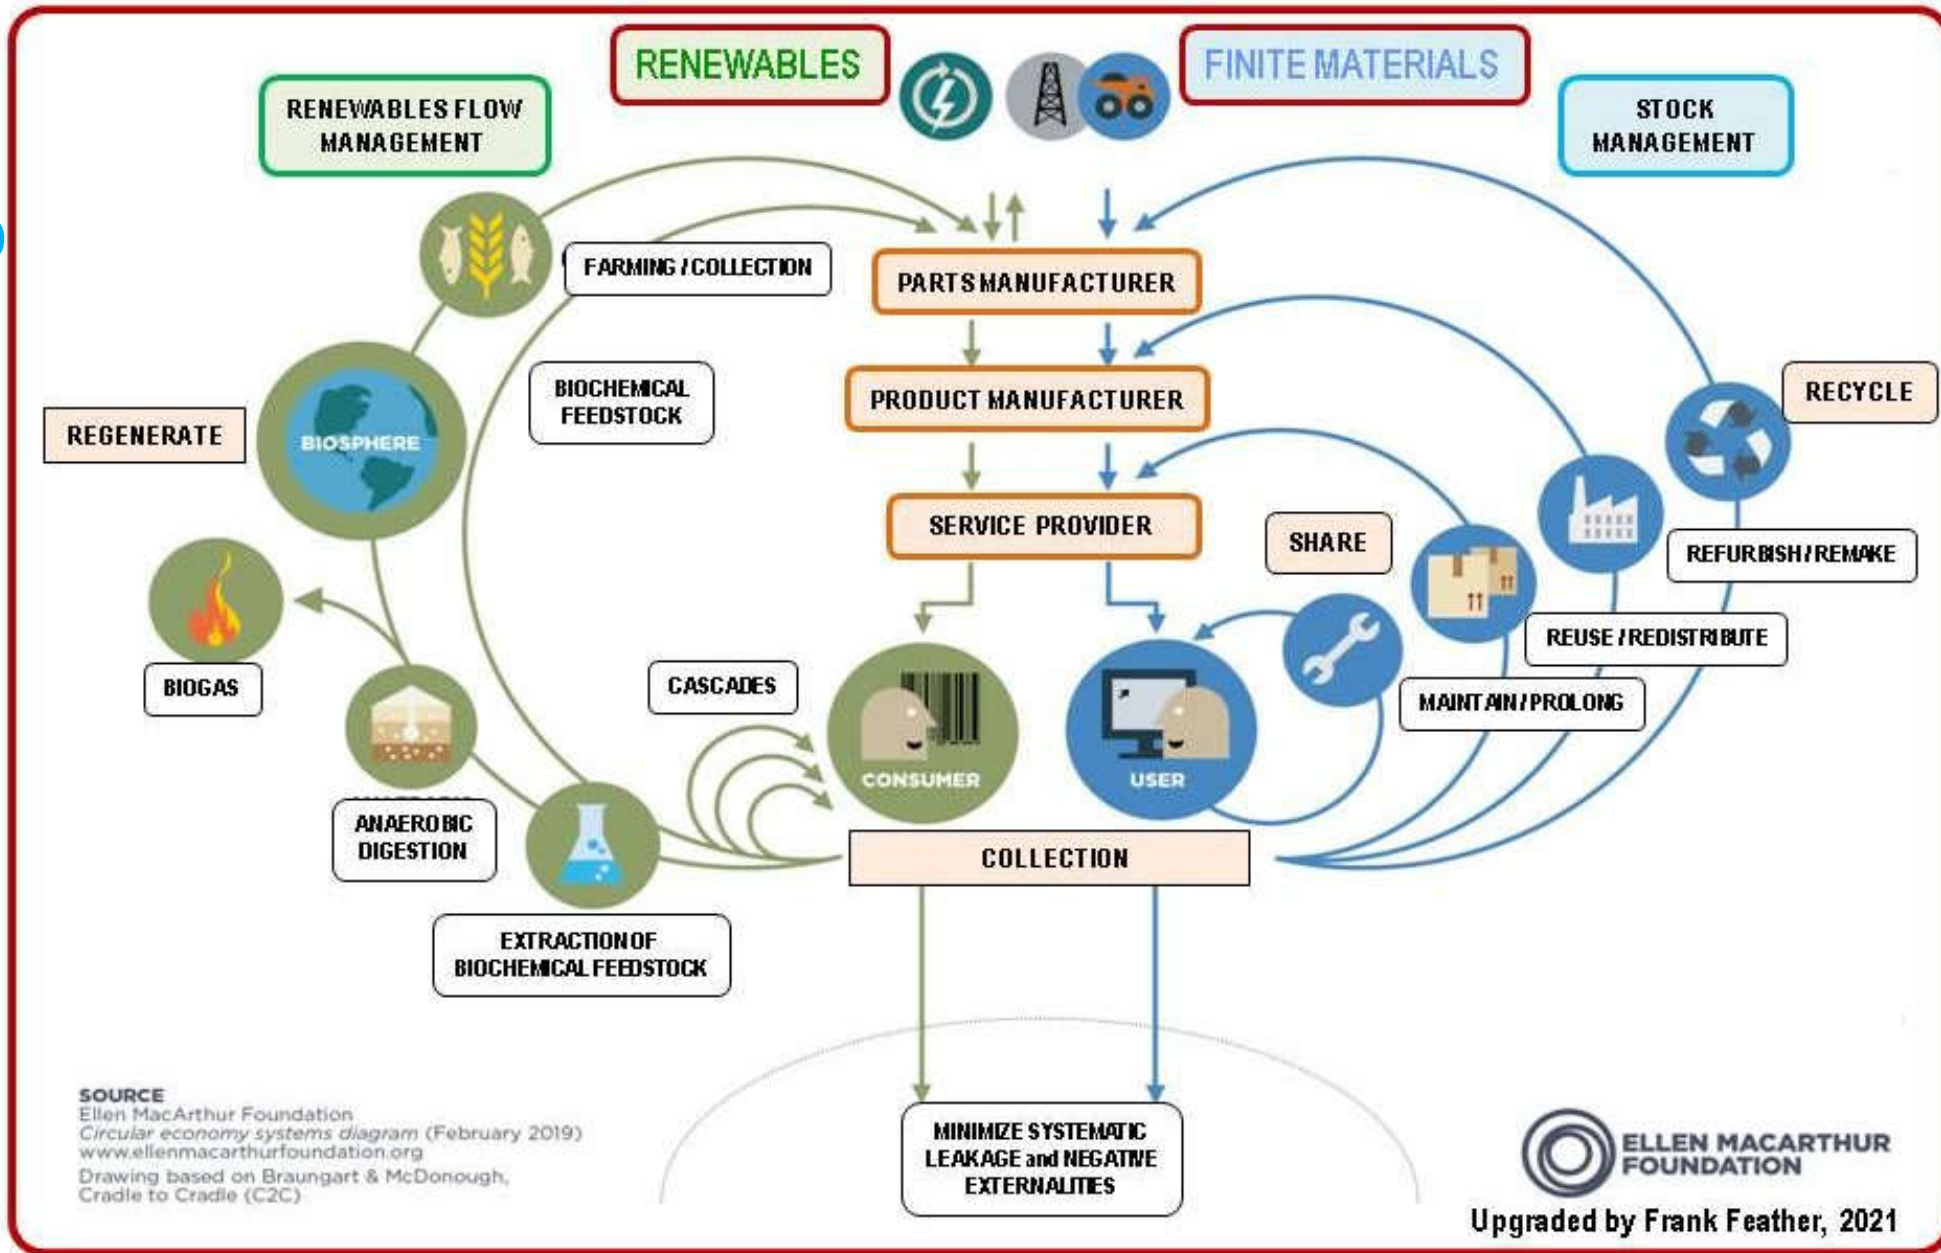 RENEWABLES
FINITE MATERIALS
RENEWABLES FLOW
MANAGEMENT
STOCK
MANAGEMENT
FARMING / COLLECTION
PARTS MANUFACTURER
BIOCHEMICAL
FEEDSTOCK
PRODUCT MANUFACTURER
RECYCLE
REGENERATE
BIOSPHERE
SERVICE PROVIDER
SHARE
REFURBISH / REMAKE
REUSE / REDISTRIBUTE
BIOGAS
CASCADES
MAINTAIN / PROLONG
CONSUMER
USER
ANAEROBIC
DIGESTION
COLLECTION
EXTRACTION OF
BIOCHEMICAL FEEDSTOCK
SOURCE
Ellen MacArthur Foundation
Circular economy systems diagram (February 2019)
www.ellenmacarthurfoundation.org
Drawing based on Braungart & McDonough,
Cradle to Cradle (C2C)
MINIMIZE SYSTEMATIC
LEAKAGE and NEGATIVE
EXTERNALITIES
ELLEN MACARTHUR
FOUNDATION
Upgraded by Frank Feather, 2021